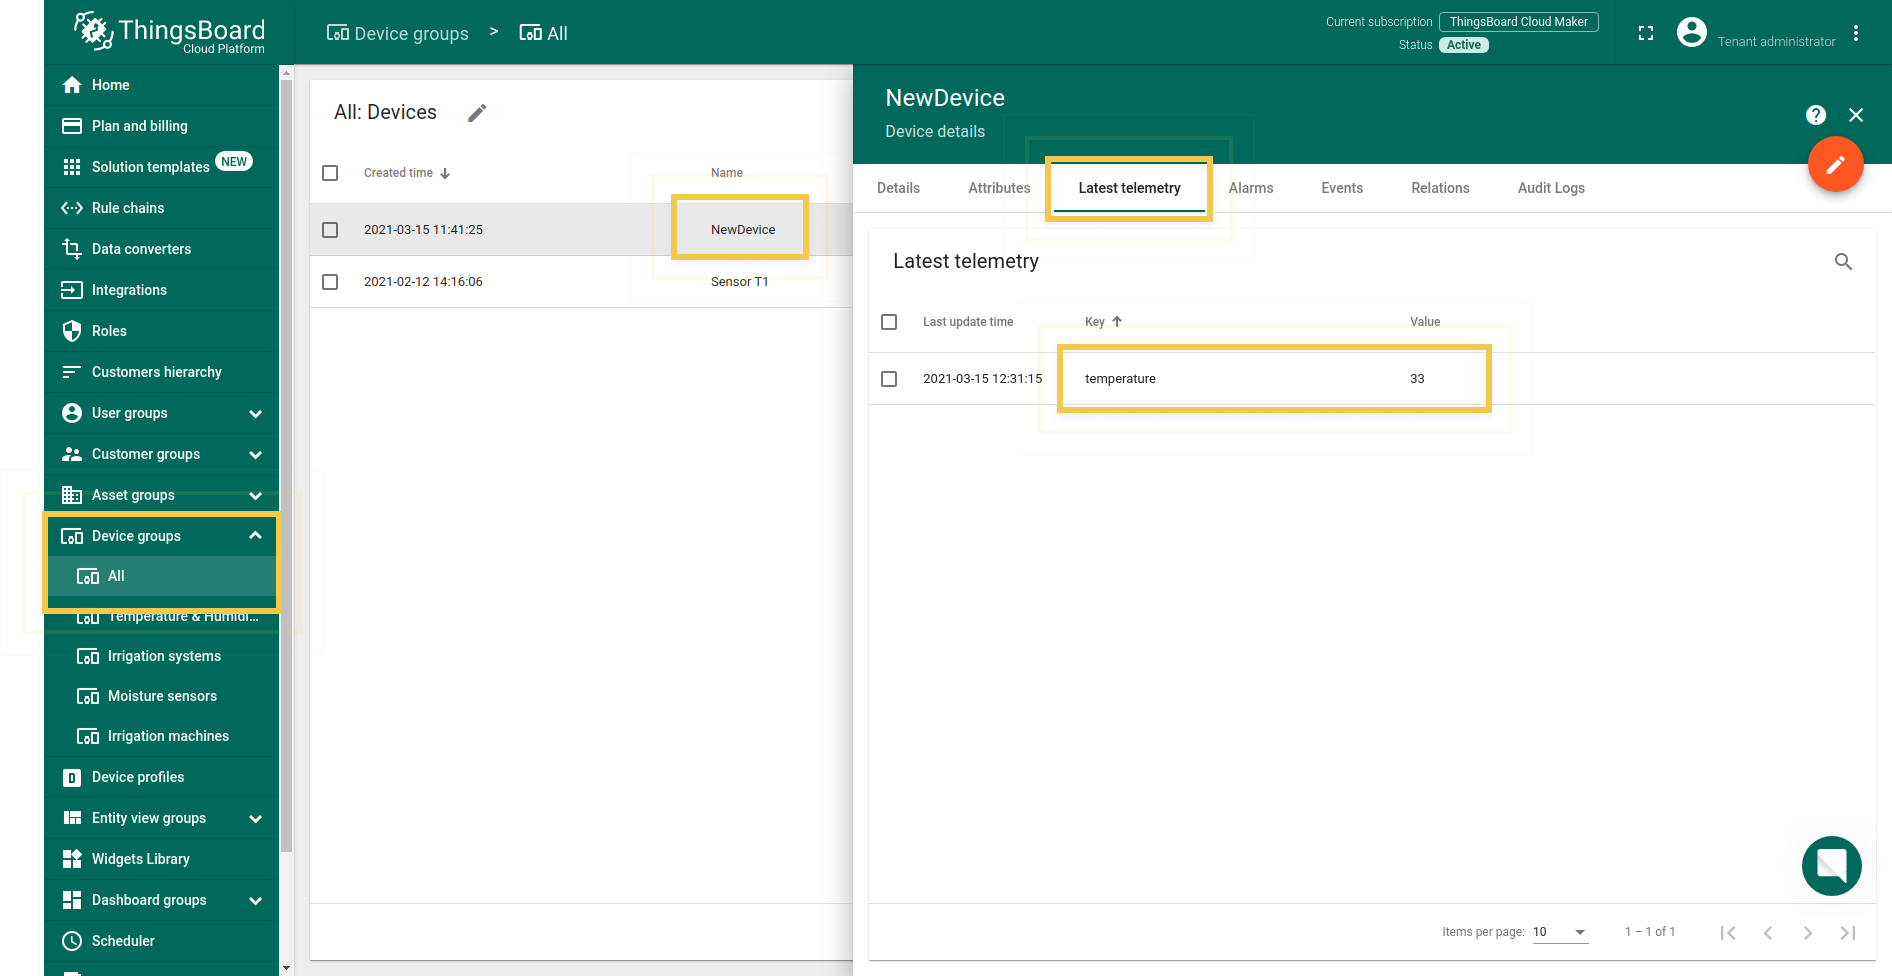 ThingsBoard
Cloud Platform
Device groups > All
Current subscription ThingsBoard Cloud Maker
Status Active
Tenant administrator
Home
Plan and billing
Solution templates NEW
Rule chains
Data converters
Integrations
Roles
Customers hierarchy
User groups
Customer groups
Asset groups
Device groups
All
Temperature & Humidi...
Irrigation systems
Moisture sensors
Irrigation machines
Device profiles
Entity view groups
Widgets Library
Dashboard groups
Scheduler
All: Devices
Created time Name
2021-03-15 11:41:25 NewDevice
2021-02-12 14:16:06 Sensor T1
NewDevice
Device details
Details Attributes Latest telemetry Alarms Events Relations Audit Logs
Latest telemetry
Last update time Key Value
2021-03-15 12:31:15 temperature 33
Items per page: 10 1 – 1 of 1